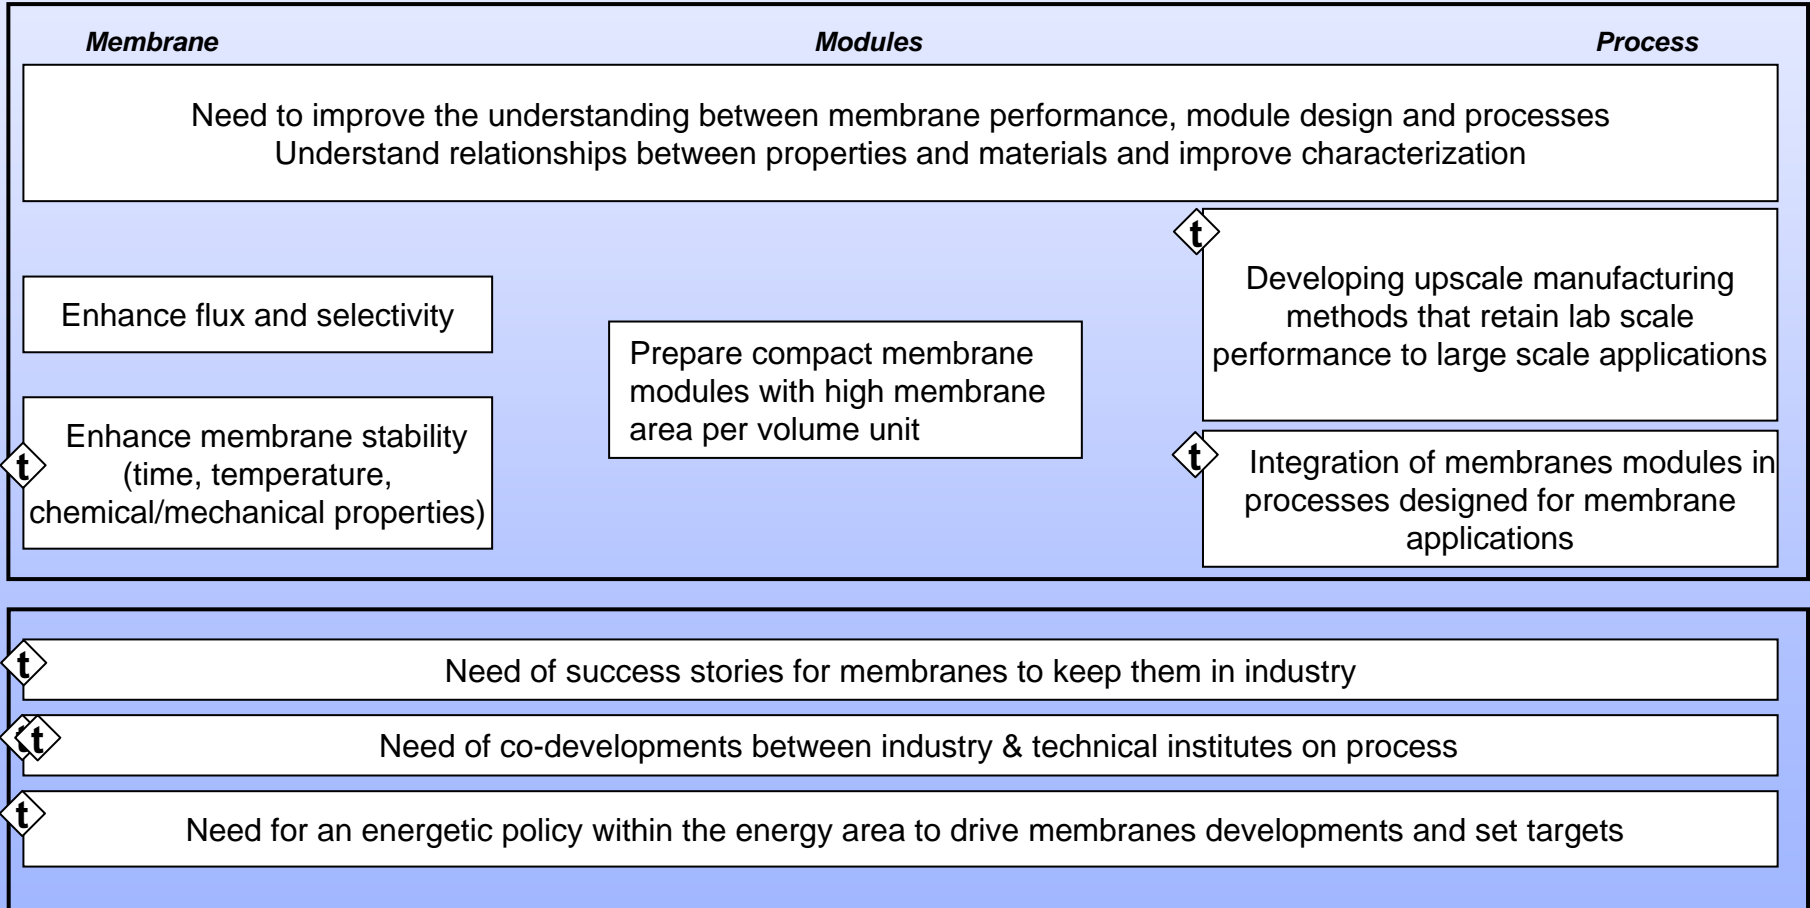 Membrane
Modules
Process
Need to improve the understanding between membrane performance, module design and processes
Understand relationships between properties and materials and improve characterization
Enhance flux and selectivity
t
Enhance membrane stability
(time, temperature,
chemical/mechanical properties)
Prepare compact membrane
modules with high membrane
area per volume unit
t
Developing upscale manufacturing
methods that retain lab scale
performance to large scale applications
t
Integration of membranes modules in
processes designed for membrane
applications
t
Need of success stories for membranes to keep them in industry
t t
Need of co-developments between industry & technical institutes on process
t
Need for an energetic policy within the energy area to drive membranes developments and set targets